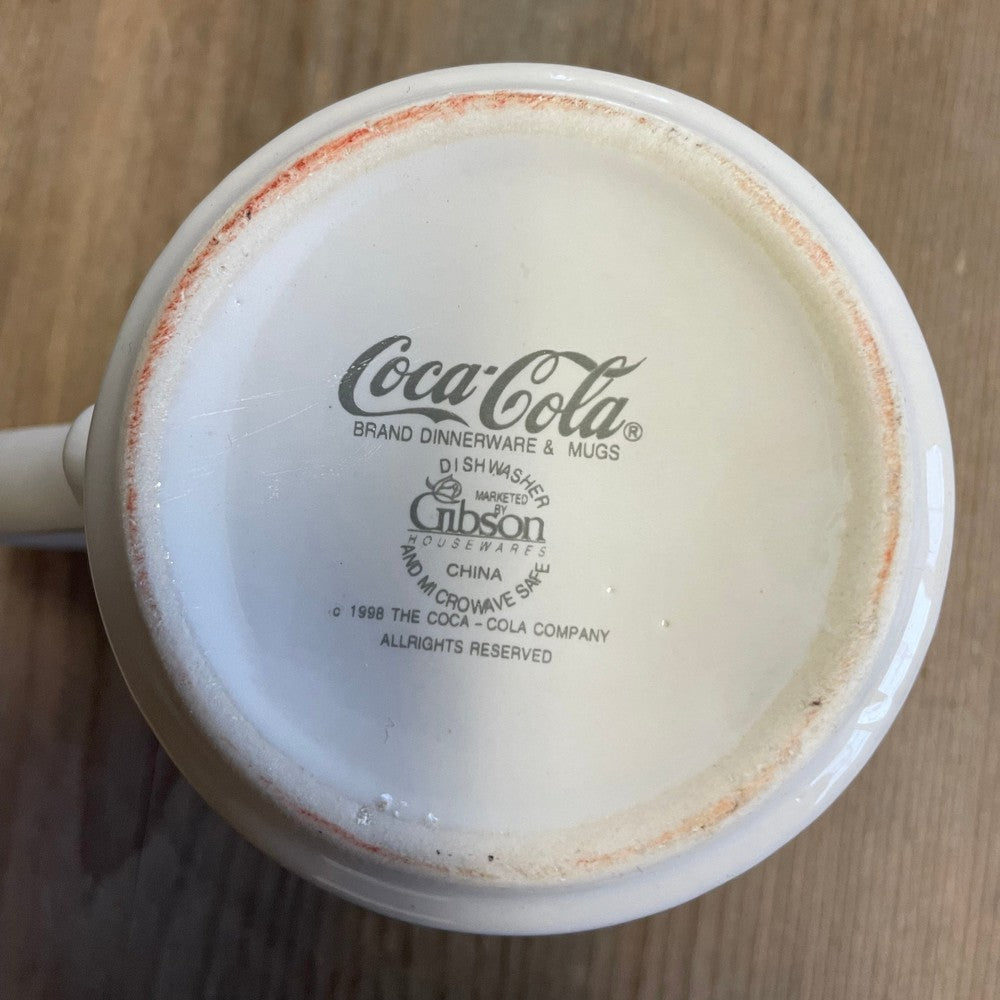 Coca-Cola®
BRAND DINNERWARE & MUGS
DISHWASHER
MARKETED
BY
Gibson
HOUSEWARES
CHINA
AND MICROWAVE SAFE
© 1998 THE COCA-COLA COMPANY
ALLRIGHTS RESERVED